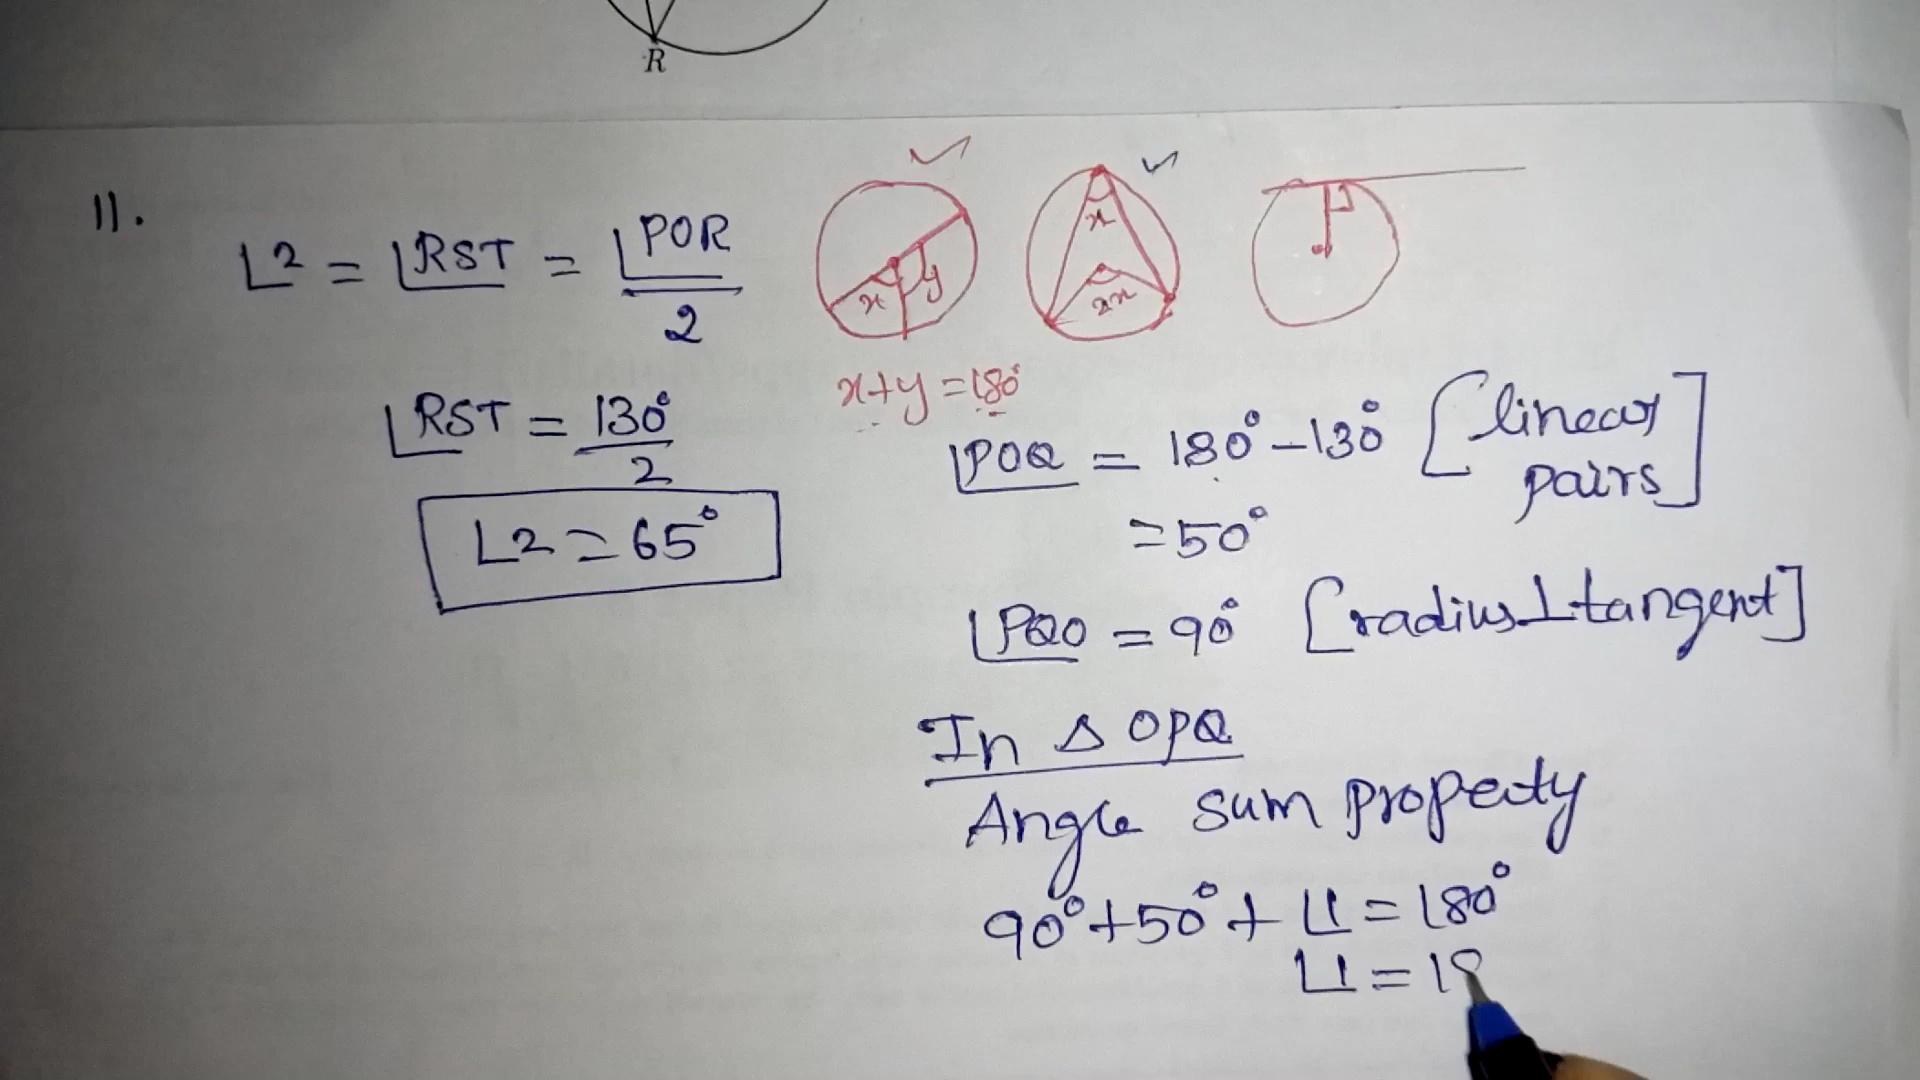 R
11.
∠2 = ∠RST = ∠POR/2
x
y
x
2x
x+y = 180°
∠RST = 130°/2
∠2 = 65°
∠POQ = 180° - 130° [linear pairs]
= 50°
∠PQO = 90° [radius ⊥ tangent]
In Δ OPQ
Angle sum property
90° + 50° + ∠1 = 180°
∠1 = 18